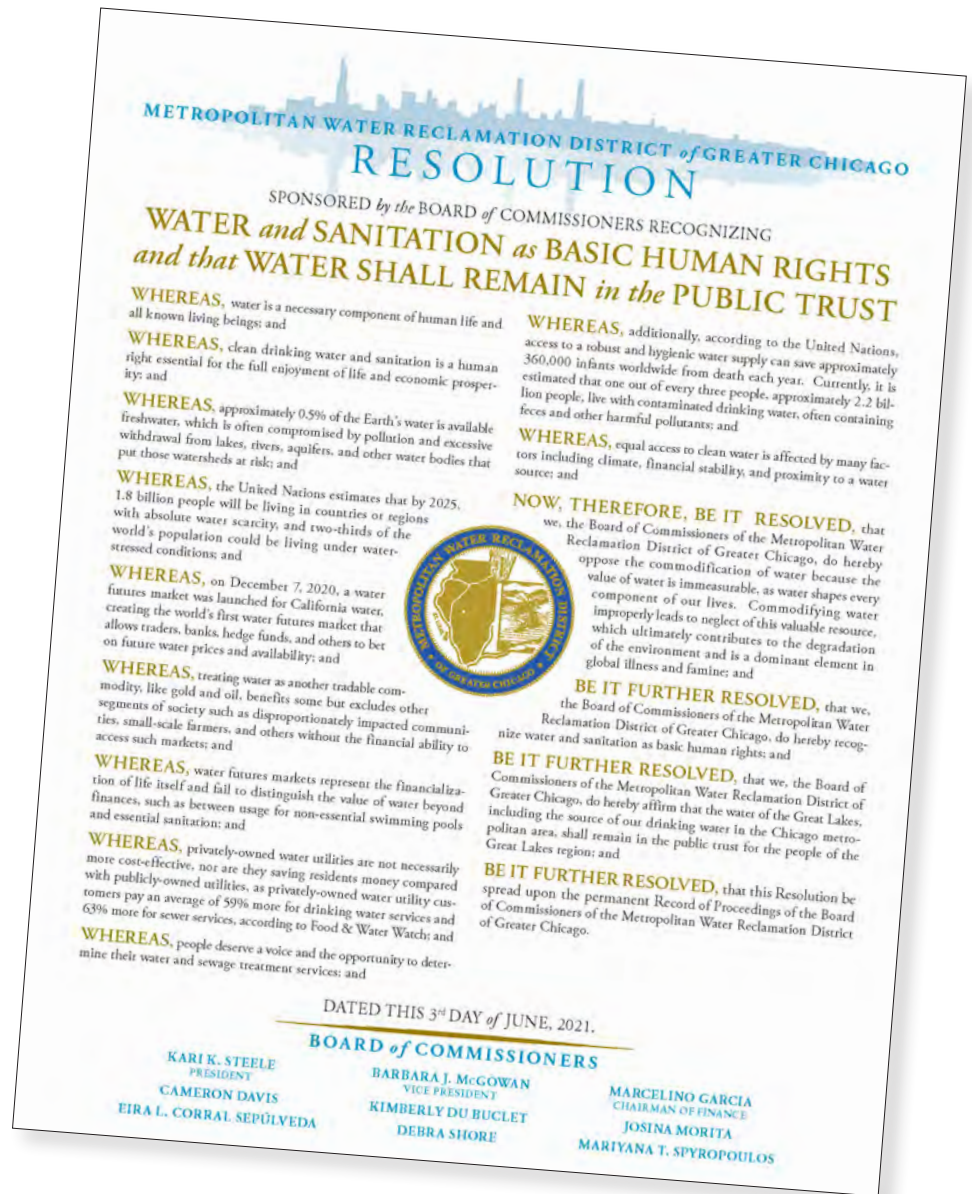 METROPOLITAN WATER RECLAMATION DISTRICT of GREATER CHICAGO
RESOLUTION
SPONSORED by the BOARD of COMMISSIONERS RECOGNIZING
WATER and SANITATION as BASIC HUMAN RIGHTS
and that WATER SHALL REMAIN in the PUBLIC TRUST
WHEREAS, water is a necessary component of human life and
all known living beings; and
WHEREAS, clean drinking water and sanitation is a human
right essential for the full enjoyment of life and economic prosper-
ity; and
WHEREAS, approximately 0.5% of the Earth's water is available
freshwater, which is often compromised by pollution and excessive
withdrawal from lakes, rivers, aquifers, and other water bodies that
put those watersheds at risk; and
WHEREAS, the United Nations estimates that by 2025,
1.8 billion people will be living in countries or regions
with absolute water scarcity, and two-thirds of the
world's population could be living under water-
stressed conditions; and
WHEREAS, on December 7, 2020, a water
futures market was launched for California water,
creating the world's first water futures market that
allows traders, banks, hedge funds, and others to bet
on future water prices and availability; and
WHEREAS, treating water as another tradable com-
modity, like gold and oil, benefits some but excludes other
segments of society such as disproportionately impacted communi-
ties, small-scale farmers, and others without the financial ability to
access such markets; and
WHEREAS, water futures markets represent the financializa-
tion of life itself and fail to distinguish the value of water beyond
finances, such as between usage for non-essential swimming pools
and essential sanitation; and
WHEREAS, privately-owned water utilities are not necessarily
more cost-effective, nor are they saving residents money compared
with publicly-owned utilities, as privately-owned water utility cus-
tomers pay an average of 59% more for drinking water services and
63% more for sewer services, according to Food & Water Watch; and
WHEREAS, people deserve a voice and the opportunity to deter-
mine their water and sewage treatment services; and
WHEREAS, additionally, according to the United Nations,
access to a robust and hygienic water supply can save approximately
360,000 infants worldwide from death each year. Currently, it is
estimated that one out of every three people, approximately 2.2 bil-
lion people, live with contaminated drinking water, often containing
feces and other harmful pollutants; and
WHEREAS, equal access to clean water is affected by many fac-
tors including climate, financial stability, and proximity to a water
source; and
NOW, THEREFORE, BE IT RESOLVED, that
we, the Board of Commissioners of the Metropolitan Water
Reclamation District of Greater Chicago, do hereby
oppose the commodification of water because the
value of water is immeasurable, as water shapes every
component of our lives. Commodifying water
improperly leads to neglect of this valuable resource,
which ultimately contributes to the degradation
of the environment and is a dominant element in
global illness and famine; and
BE IT FURTHER RESOLVED, that we,
the Board of Commissioners of the Metropolitan Water
Reclamation District of Greater Chicago, do hereby recog-
nize water and sanitation as basic human rights; and
BE IT FURTHER RESOLVED, that we, the Board of
Commissioners of the Metropolitan Water Reclamation District of
Greater Chicago, do hereby affirm that the water of the Great Lakes,
including the source of our drinking water in the Chicago metro-
politan area, shall remain in the public trust for the people of the
Great Lakes region; and
BE IT FURTHER RESOLVED, that this Resolution be
spread upon the permanent Record of Proceedings of the Board
of Commissioners of the Metropolitan Water Reclamation District
of Greater Chicago.
METROPOLITAN WATER RECLAMATION DISTRICT
OF GREATER CHICAGO
DATED THIS 3rd DAY of JUNE, 2021.
BOARD of COMMISSIONERS
KARI K. STEELE
PRESIDENT
CAMERON DAVIS
EIRA L. CORRAL SEPÚLVEDA
BARBARA J. McGOWAN
VICE PRESIDENT
KIMBERLY DU BUCLET
DEBRA SHORE
MARCELINO GARCIA
CHAIRMAN OF FINANCE
JOSINA MORITA
MARIYANA T. SPYROPOULOS